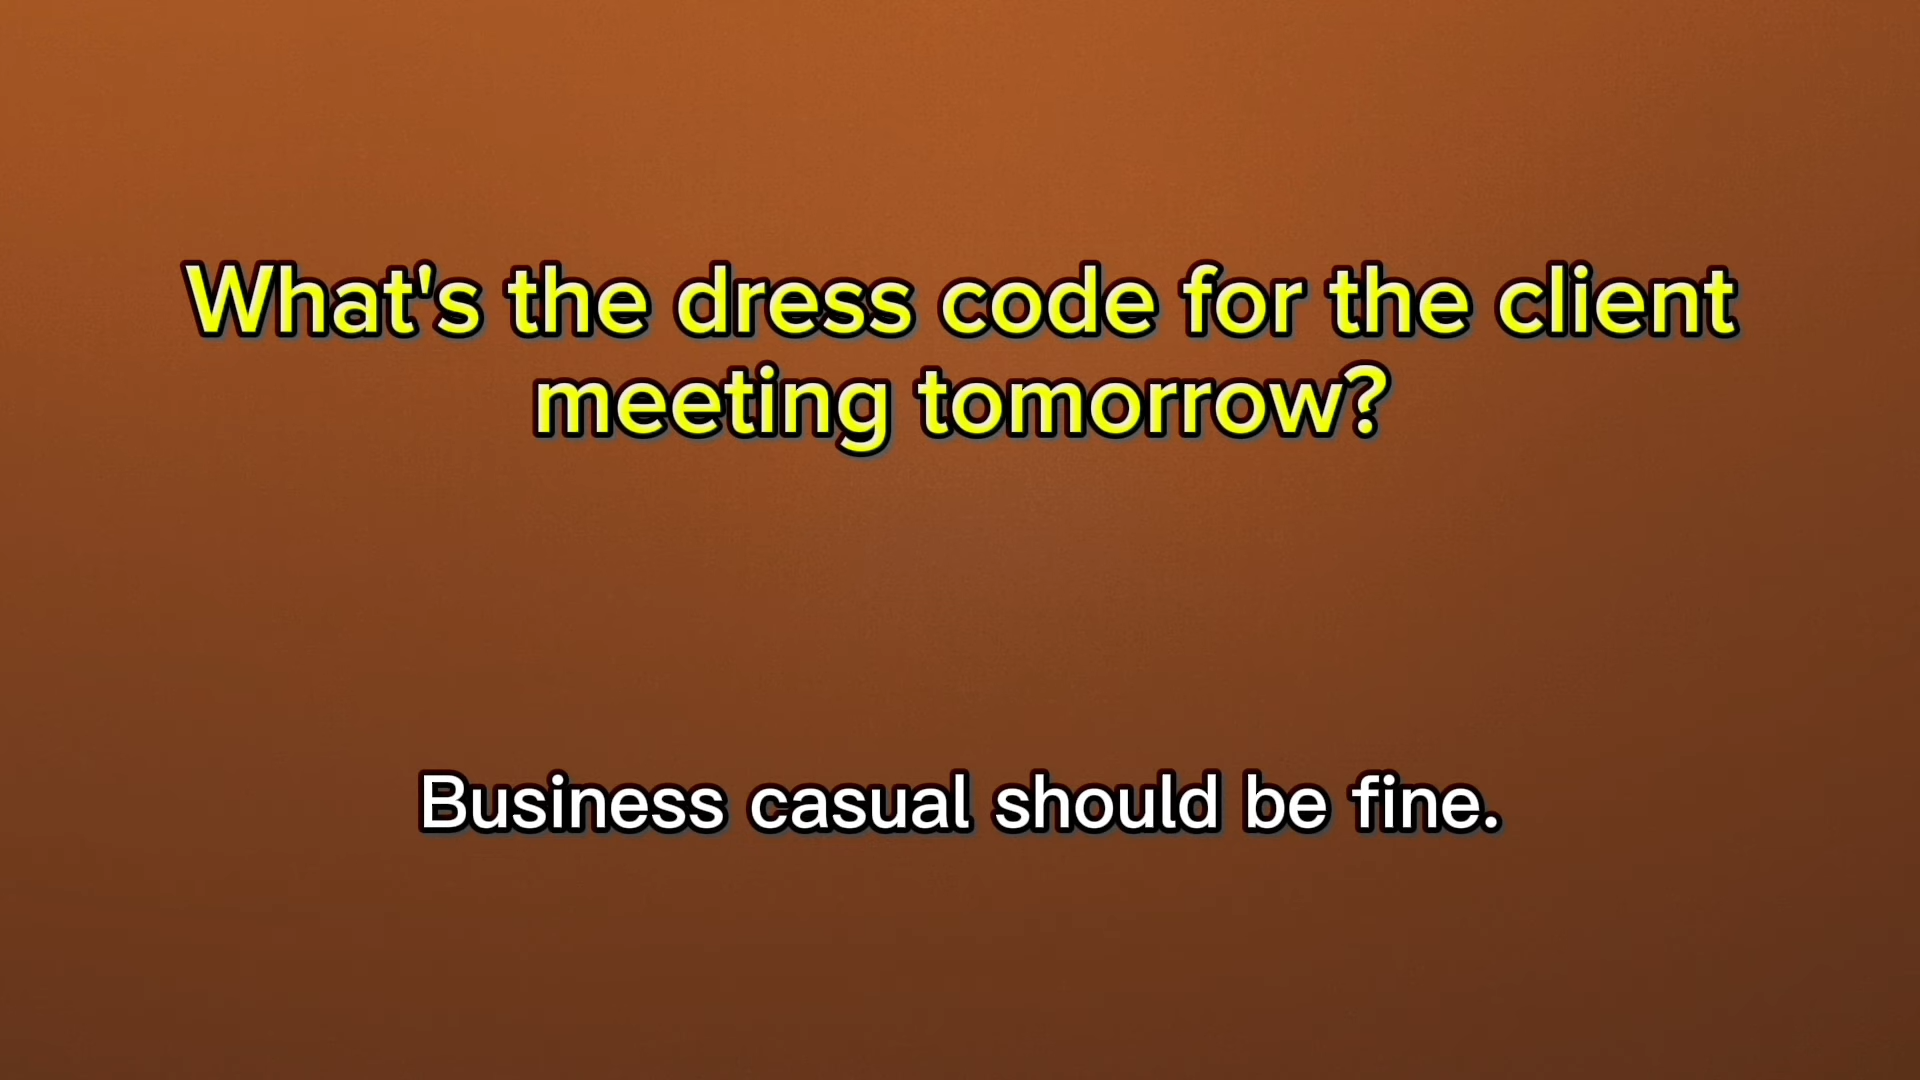 What's the dress code for the client
meeting tomorrow?
Business casual should be fine.